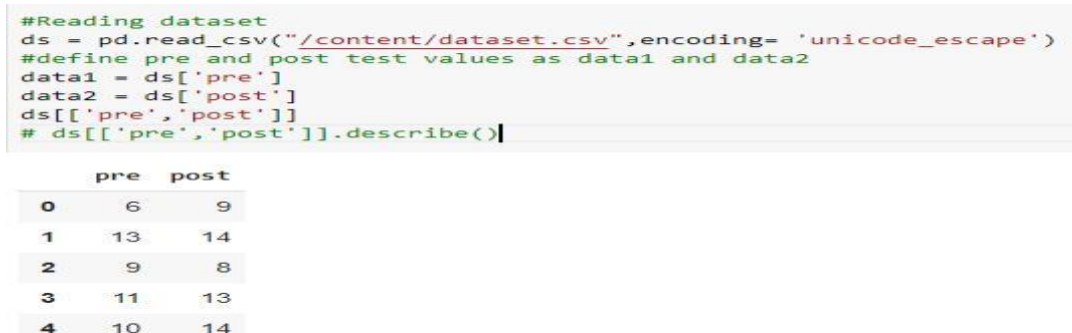 #Reading dataset
ds = pd.read_csv("/content/dataset.csv",encoding= 'unicode_escape')
#define pre and post test values as data1 and data2
data1 = ds['pre']
data2 = ds['post']
ds[['pre','post']]
# ds[['pre','post']].describe()
pre post
0 6 9
1 13 14
2 9 8
3 11 13
4 10 14